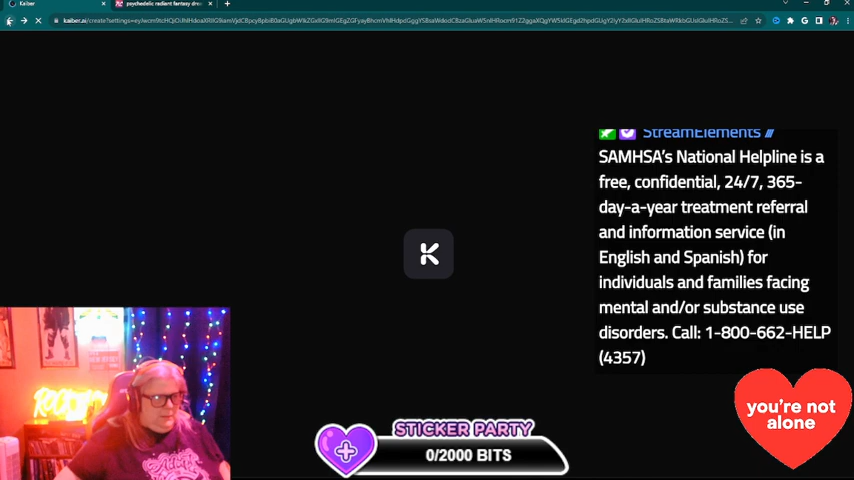 Kaiber
psychedelic radiant fantasy dre
StreamElements
SAMHSA's National Helpline is a
free, confidential, 24/7, 365-
day-a-year treatment referral
and information service (in
English and Spanish) for
individuals and families facing
mental and/or substance use
disorders. Call: 1-800-662-HELP
(4357)
you're not
alone
STICKER PARTY
0/2000 BITS